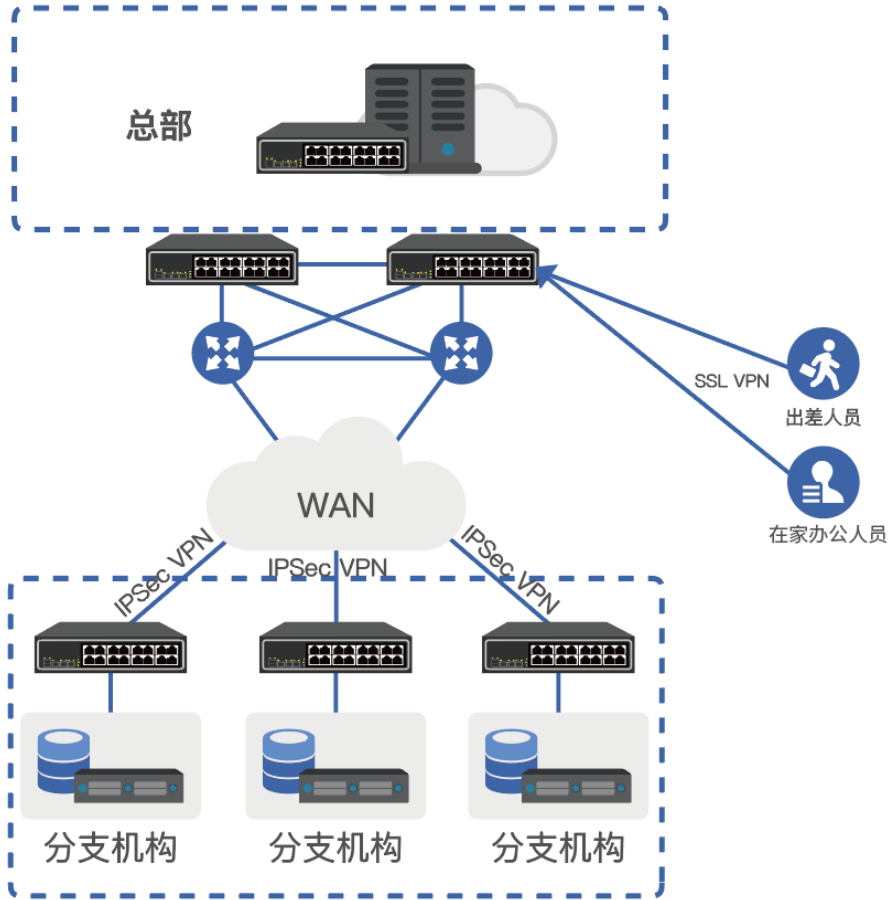 总部
SSL VPN
出差人员
WAN
在家办公人员
IPSec VPN
IPSec VPN
IPSec VPN
分支机构
分支机构
分支机构